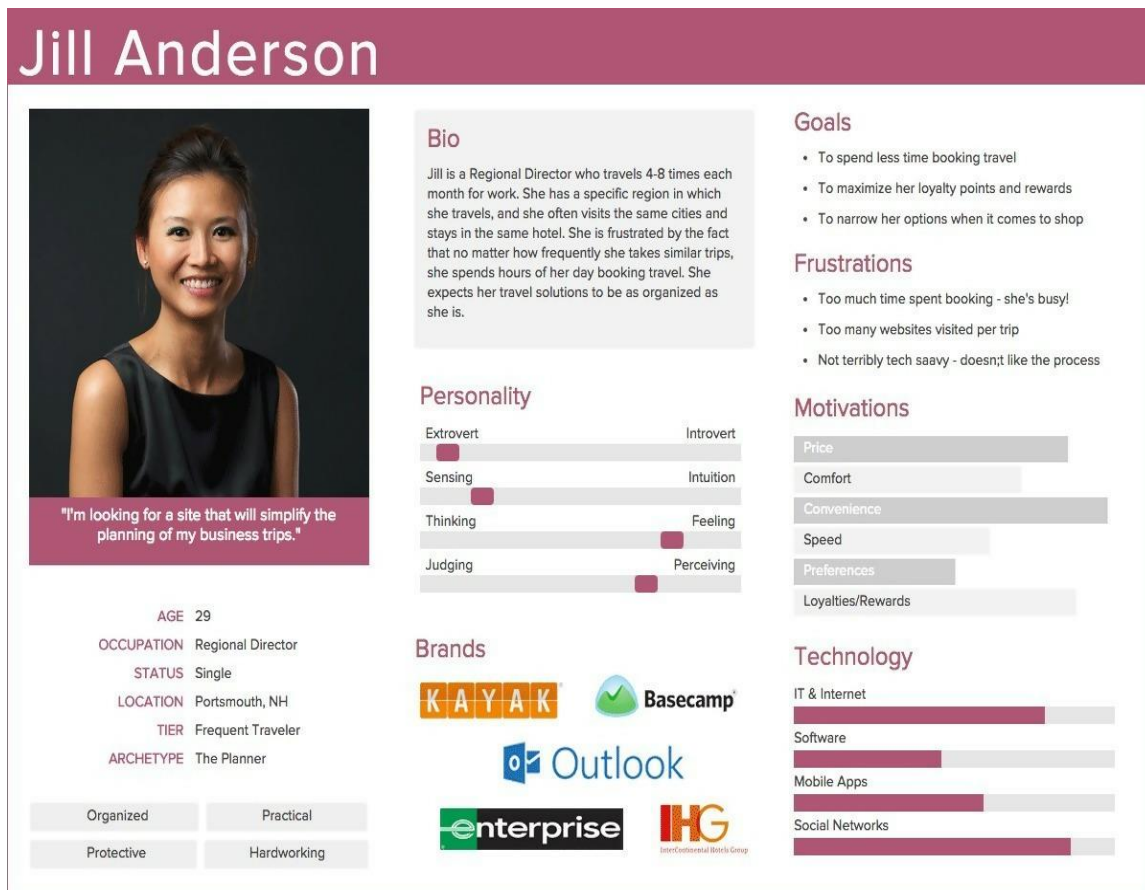 Jill Anderson
"I'm looking for a site that will simplify the
planning of my business trips."
AGE 29
OCCUPATION Regional Director
STATUS Single
LOCATION Portsmouth, NH
TIER Frequent Traveler
ARCHETYPE The Planner
Organized Practical
Protective Hardworking
Bio
Jill is a Regional Director who travels 4-8 times each
month for work. She has a specific region in which
she travels, and she often visits the same cities and
stays in the same hotel. She is frustrated by the fact
that no matter how frequently she takes similar trips,
she spends hours of her day booking travel. She
expects her travel solutions to be as organized as
she is.
Personality
Extrovert Introvert
Sensing Intuition
Thinking Feeling
Judging Perceiving
Brands
KAYAK Basecamp
Outlook
enterprise IHG
InterContinental Hotels Group
Goals
• To spend less time booking travel
• To maximize her loyalty points and rewards
• To narrow her options when it comes to shop
Frustrations
• Too much time spent booking - she's busy!
• Too many websites visited per trip
• Not terribly tech saavy - doesn;t like the process
Motivations
Price
Comfort
Convenience
Speed
Preferences
Loyalties/Rewards
Technology
IT & Internet
Software
Mobile Apps
Social Networks